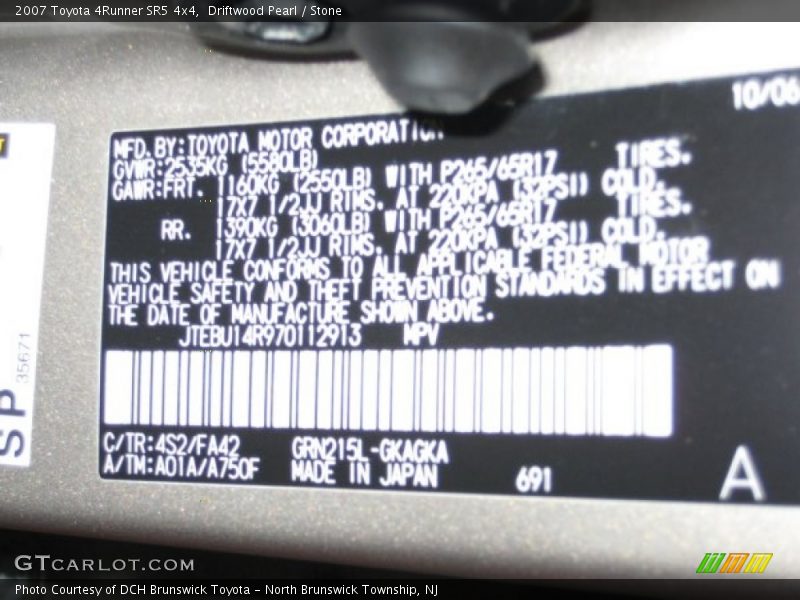 2007 Toyota 4Runner SR5 4x4, Driftwood Pearl / Stone
10/06
MFD.BY:TOYOTA MOTOR CORPORATION
GVWR:2535KG (5580LB)
GAWR:FRT. 1160KG (2550LB) WITH P265/65R17 TIRES.
17X7 1/2JJ RIMS. AT 220KPA (32PSI) COLD.
RR. 1390KG (3060LB) WITH P265/65R17 TIRES.
17X7 1/2JJ RIMS. AT 220KPA (32PSI) COLD.
THIS VEHICLE CONFORMS TO ALL APPLICABLE FEDERAL MOTOR
VEHICLE SAFETY AND THEFT PREVENTION STANDARDS IN EFFECT ON
THE DATE OF MANUFACTURE SHOWN ABOVE.
JTEBU14R970112913 MPV
C/TR:4S2/FA42 GRN215L-GKAGKA
A/TM:A01A/A750F MADE IN JAPAN 691
A
35671
SP
GTCARLOT.COM
Photo Courtesy of DCH Brunswick Toyota - North Brunswick Township, NJ